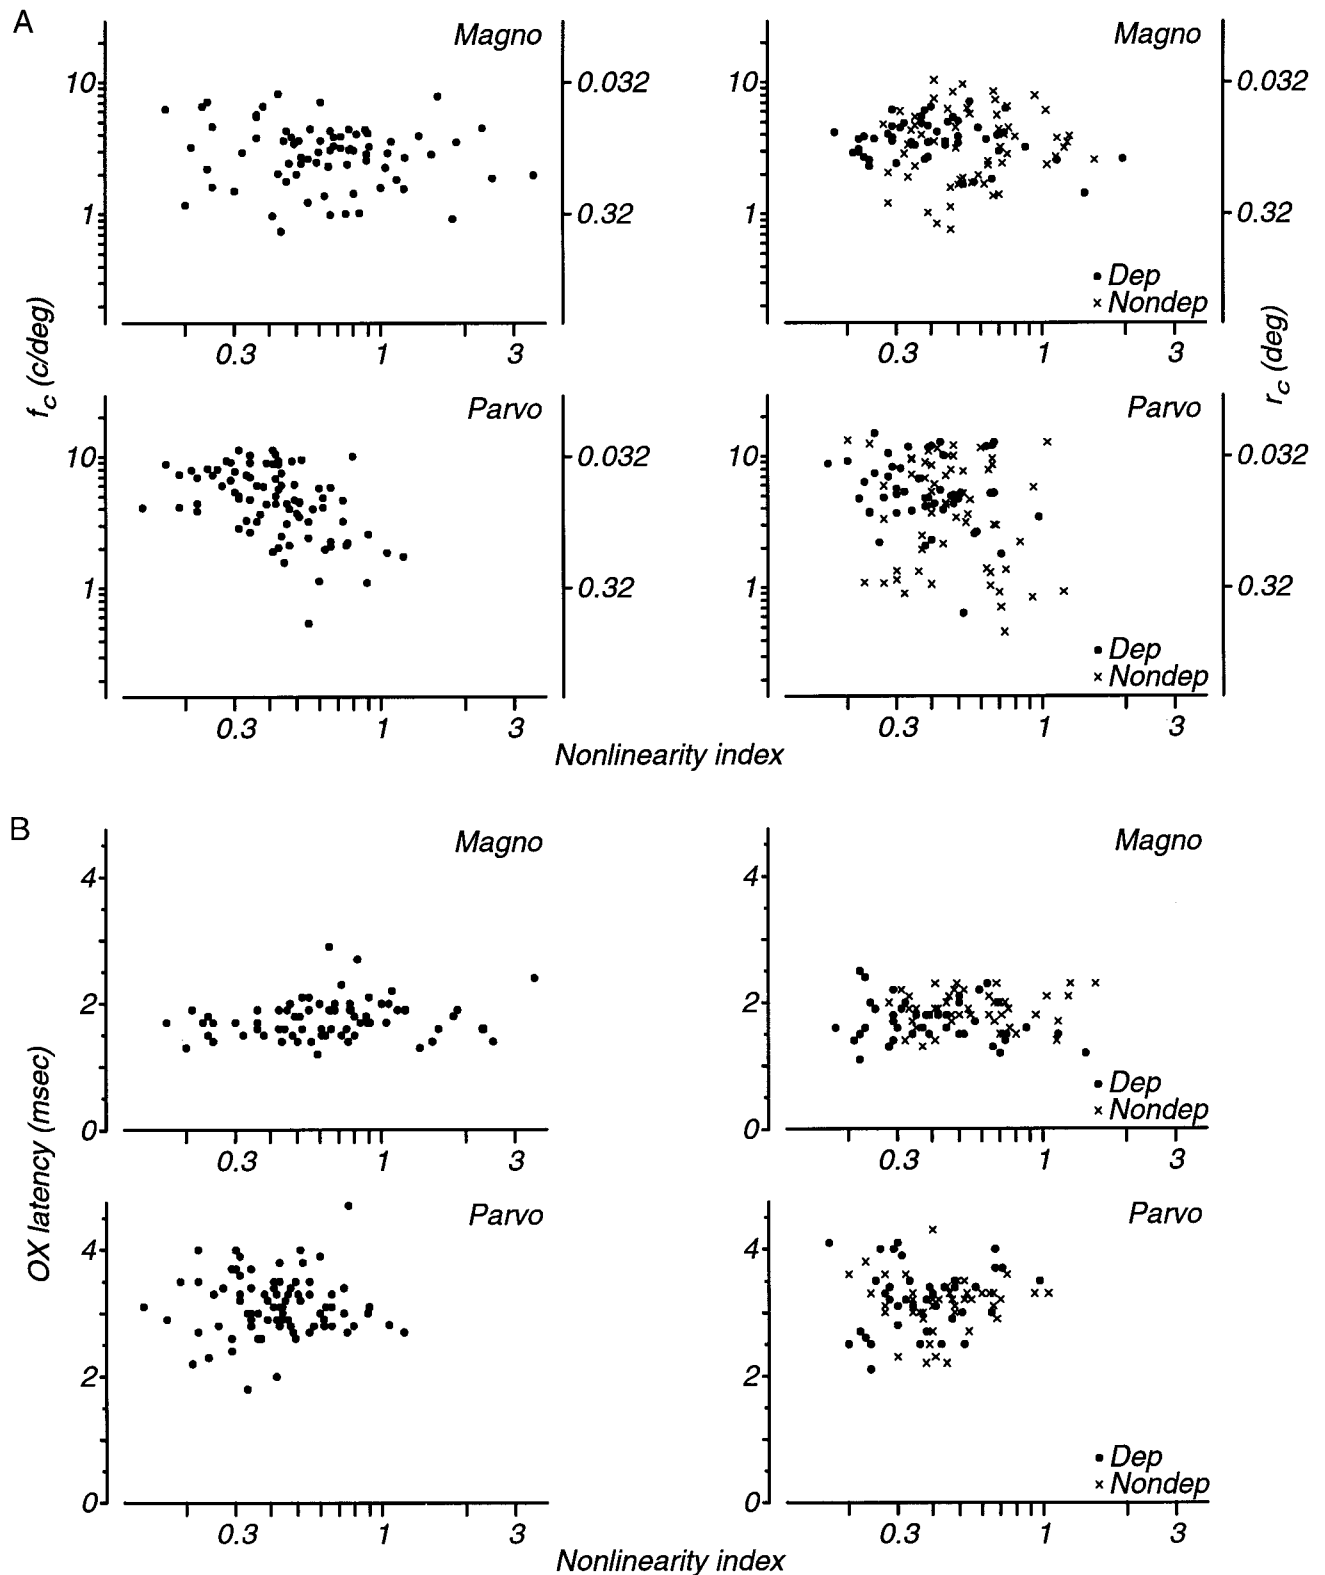 A
Magno
10
1
0.032
0.32
0.3 1 3
Magno
10
1
0.032
0.32
Dep
Nondep
0.3 1 3
fc (c/deg)
rc (deg)
Parvo
10
1
0.032
0.32
0.3 1 3
Parvo
10
1
0.032
0.32
Dep
Nondep
0.3 1 3
Nonlinearity index
B
Magno
4
2
0
0.3 1 3
Magno
4
2
0
Dep
Nondep
0.3 1 3
OX latency (msec)
Parvo
4
2
0
0.3 1 3
Parvo
4
2
0
Dep
Nondep
0.3 1 3
Nonlinearity index